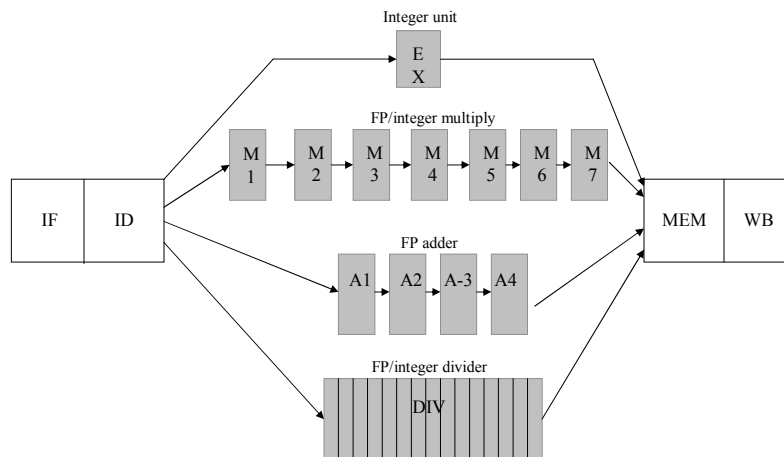 Integer unit
E
X
FP/integer multiply
M
1
M
2
M
3
M
4
M
5
M
6
M
7
IF
ID
MEM
WB
FP adder
A1
A2
A-3
A4
FP/integer divider
DIV